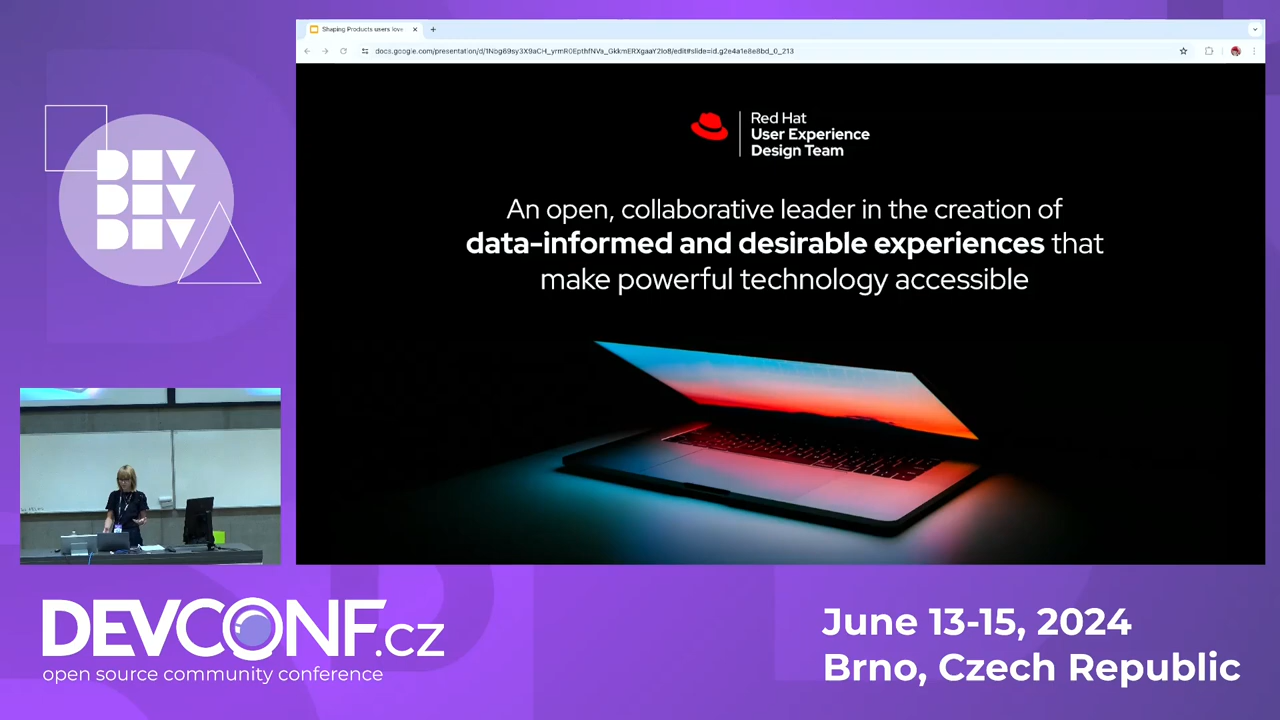 Shaping Products users love
docs.google.com/presentation/d/1Nbg69sy3X9aCH_yrmR0EpthfNVa_GkkmERXgaaY2Io8/edit#slide=id.g2e4a1e8e8bd_0_213
DEV
DEV
DEV
Red Hat
User Experience
Design Team
An open, collaborative leader in the creation of
data-informed and desirable experiences that
make powerful technology accessible
DEVCONF.cz
open source community conference
June 13-15, 2024
Brno, Czech Republic